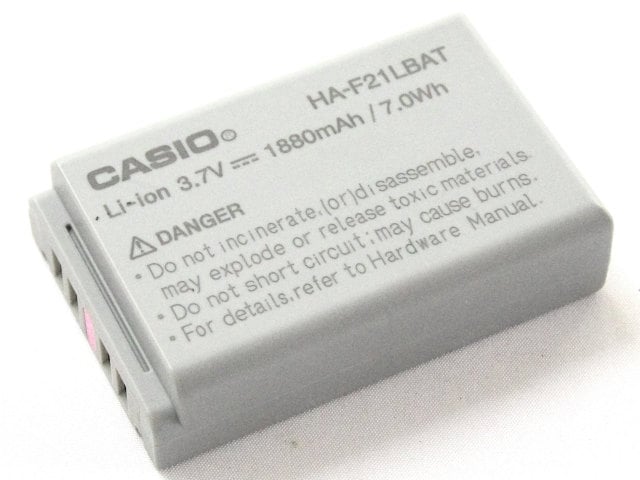 HA-F21LBAT
CASIO®
Li-ion 3.7V ⎓ 1880mAh / 7.0Wh
⚠DANGER
• Do not incinerate,(or)disassemble,
may explode or release toxic materials.
• Do not short circuit;may cause burns.
• For details,refer to Hardware Manual.